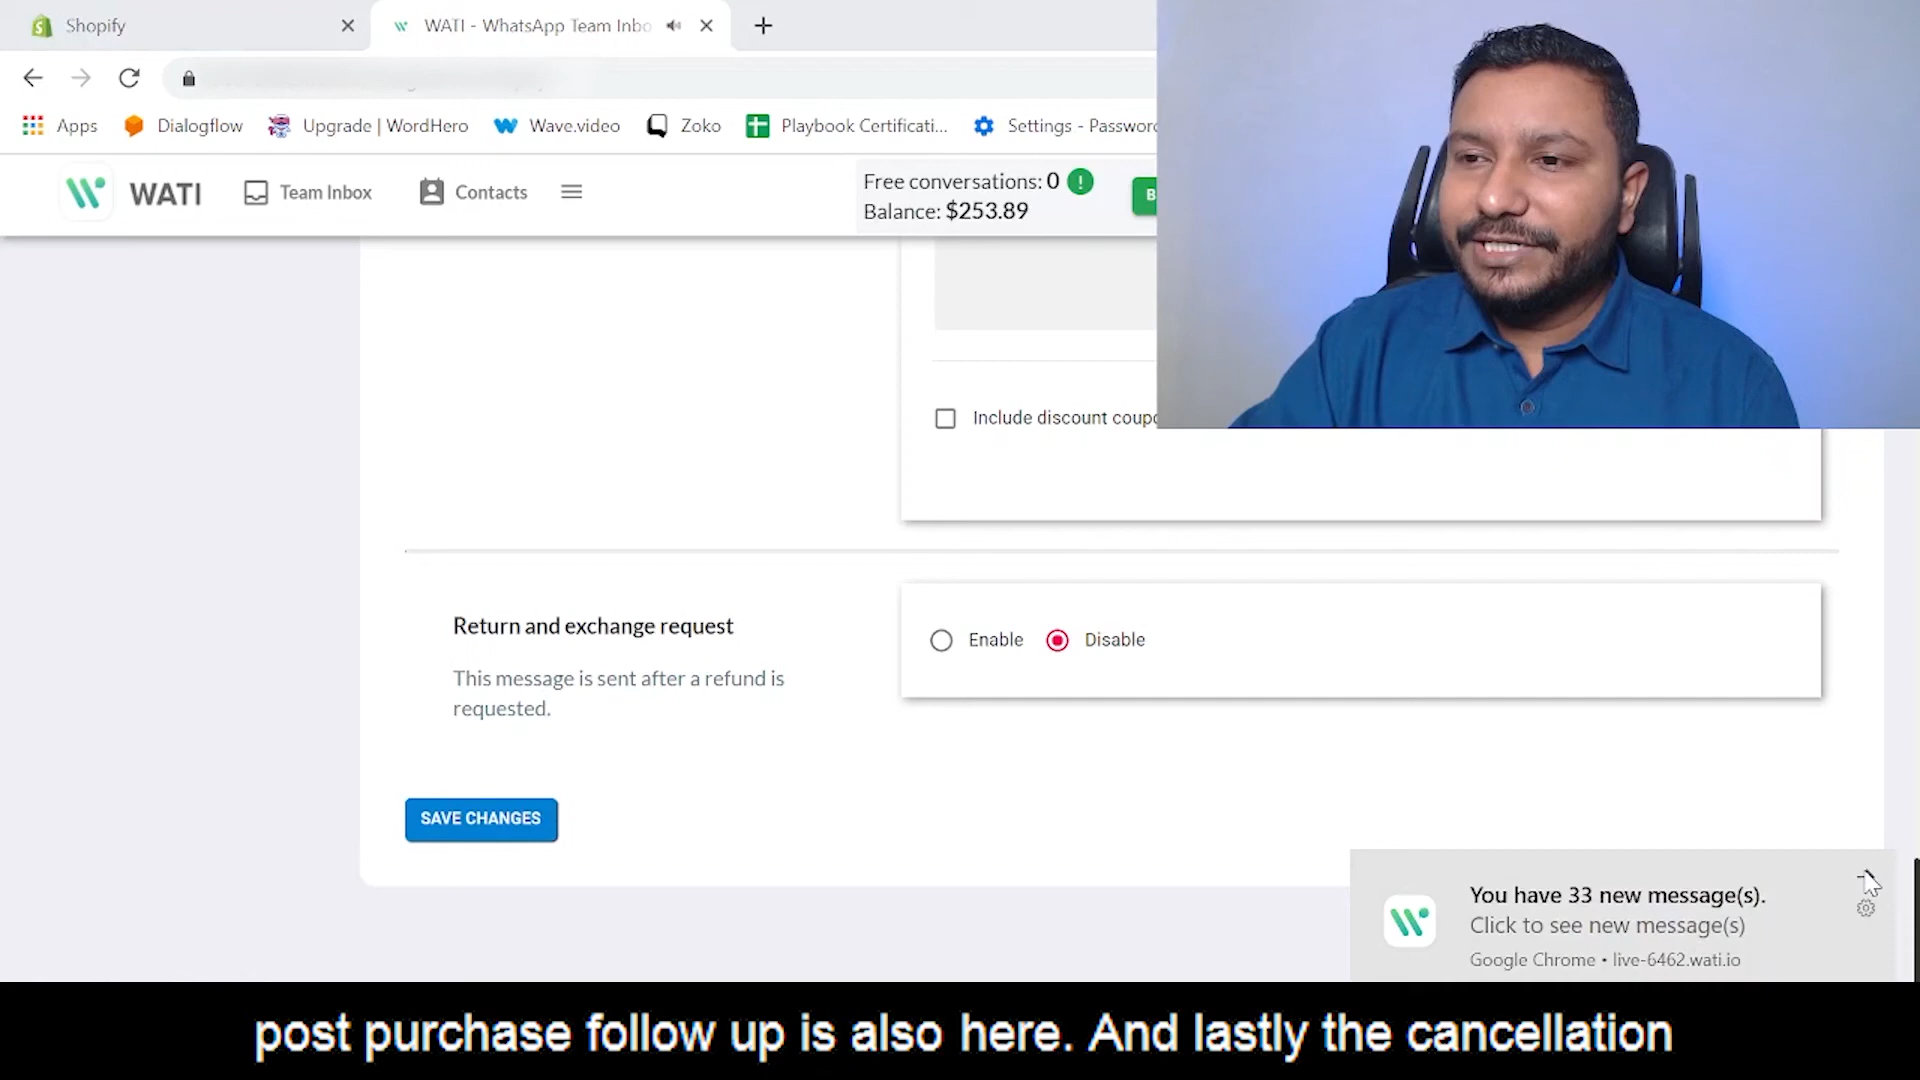 Shopify
WATI - WhatsApp Team Inbo
Apps
Dialogflow
Upgrade | WordHero
Wave.video
Zoko
Playbook Certificati...
Settings - Password
WATI
Team Inbox
Contacts
Free conversations: 0
Balance: $253.89
B
Include discount coupo
Return and exchange request
This message is sent after a refund is
requested.
Enable
Disable
SAVE CHANGES
You have 33 new message(s).
Click to see new message(s)
Google Chrome • live-6462.wati.io
post purchase follow up is also here. And lastly the cancellation